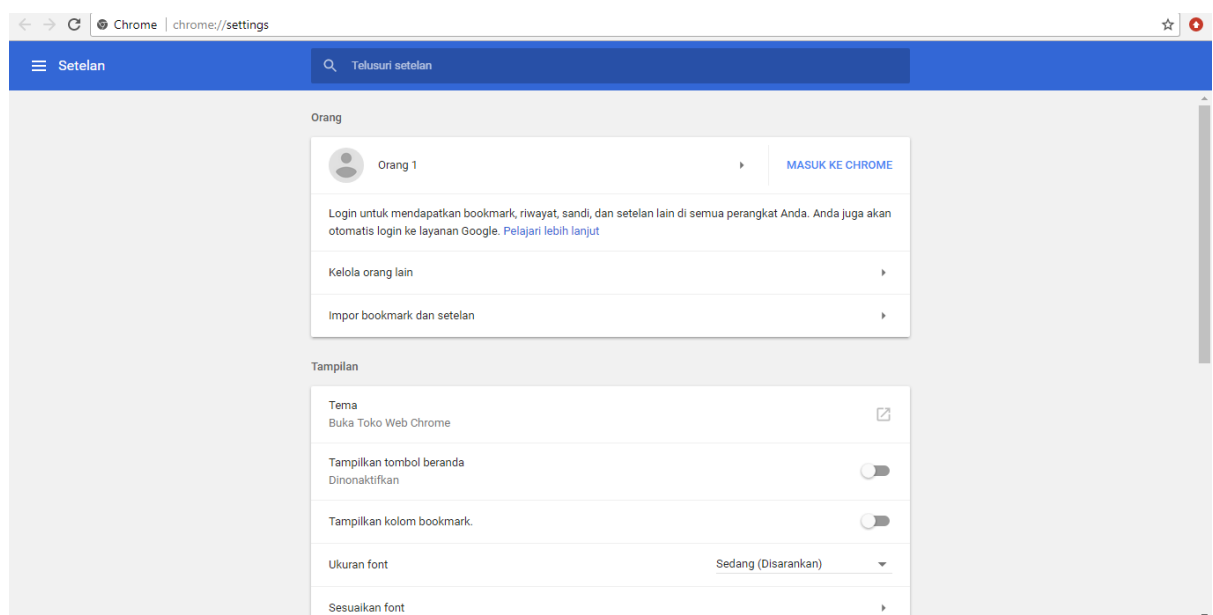 Chrome | chrome://settings
Setelan
Telusuri setelan
Orang
Orang 1
MASUK KE CHROME
Login untuk mendapatkan bookmark, riwayat, sandi, dan setelan lain di semua perangkat Anda. Anda juga akan
otomatis login ke layanan Google. Pelajari lebih lanjut
Kelola orang lain
Impor bookmark dan setelan
Tampilan
Tema
Buka Toko Web Chrome
Tampilkan tombol beranda
Dinonaktifkan
Tampilkan kolom bookmark.
Ukuran font
Sedang (Disarankan)
Sesuaikan font